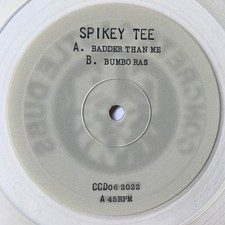 SPIKEY TEE
A. BADDER THAN ME
B. BUMBO RAS
CCD06 2022
A 45RPM